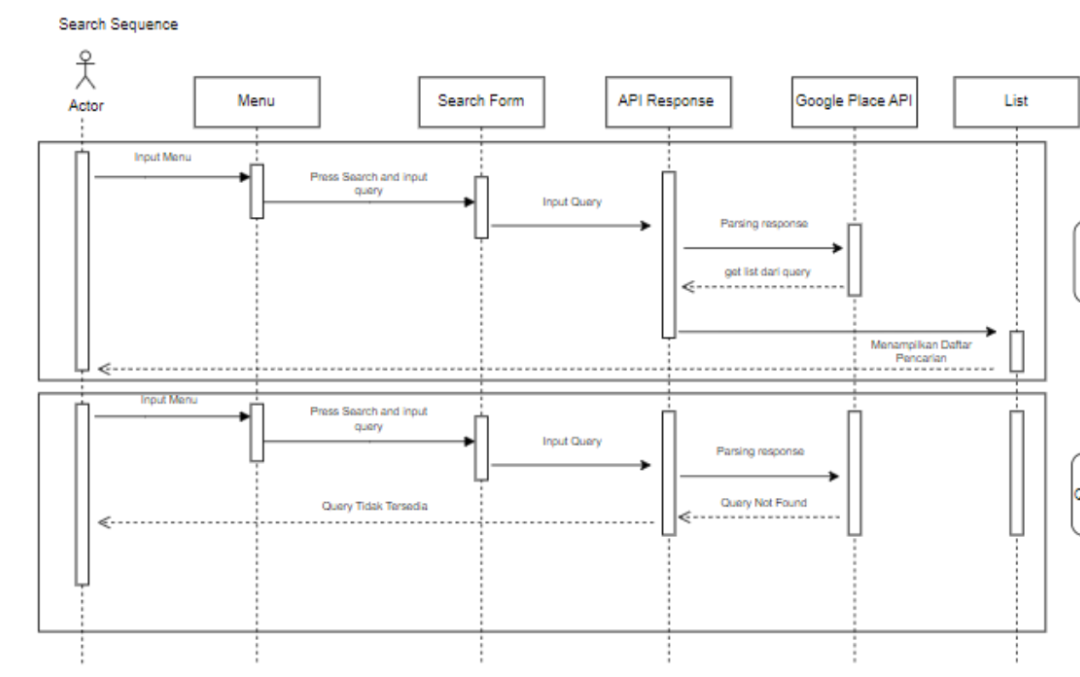 Search Sequence
Actor
Menu
Search Form
API Response
Google Place API
List
Input Menu
Press Search and input
query
Input Query
Parsing response
get list dari query
Menampilkan Daftar
Pencarian
Input Menu
Press Search and input
query
Input Query
Parsing response
Query Tidak Tersedia
Query Not Found